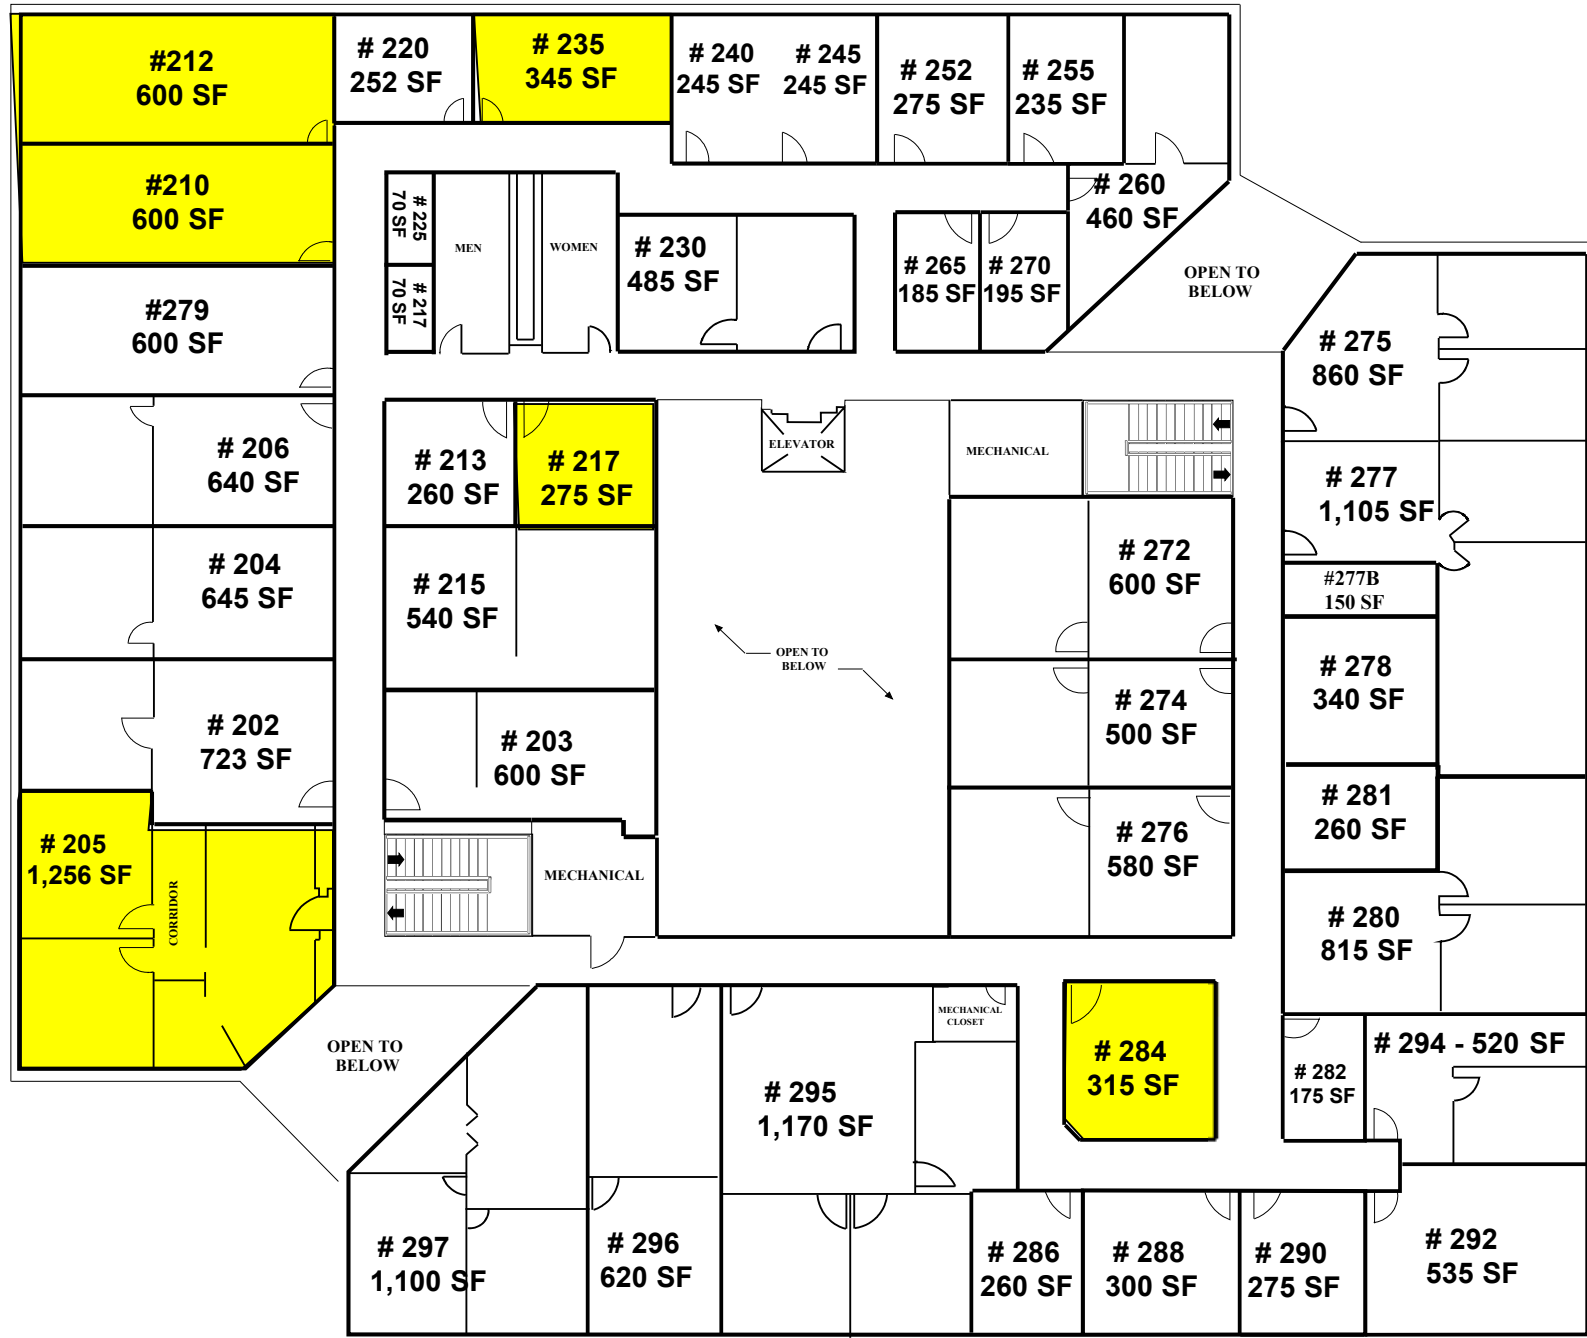 #212
600 SF
# 220
252 SF
# 235
345 SF
# 240
245 SF
# 245
245 SF
# 252
275 SF
# 255
235 SF
#210
600 SF
# 225
70 SF
MEN
WOMEN
# 230
485 SF
# 260
460 SF
# 265
185 SF
# 270
195 SF
OPEN TO
BELOW
#279
600 SF
# 217
70 SF
# 275
860 SF
# 206
640 SF
# 213
260 SF
# 217
275 SF
ELEVATOR
MECHANICAL
# 277
1,105 SF
# 204
645 SF
# 215
540 SF
# 272
600 SF
#277B
150 SF
OPEN TO
BELOW
# 278
340 SF
# 202
723 SF
# 203
600 SF
# 274
500 SF
# 281
260 SF
# 205
1,256 SF
CORRIDOR
MECHANICAL
# 276
580 SF
# 280
815 SF
OPEN TO
BELOW
MECHANICAL
CLOSET
# 284
315 SF
# 282
175 SF
# 294 - 520 SF
# 295
1,170 SF
# 297
1,100 SF
# 296
620 SF
# 286
260 SF
# 288
300 SF
# 290
275 SF
# 292
535 SF